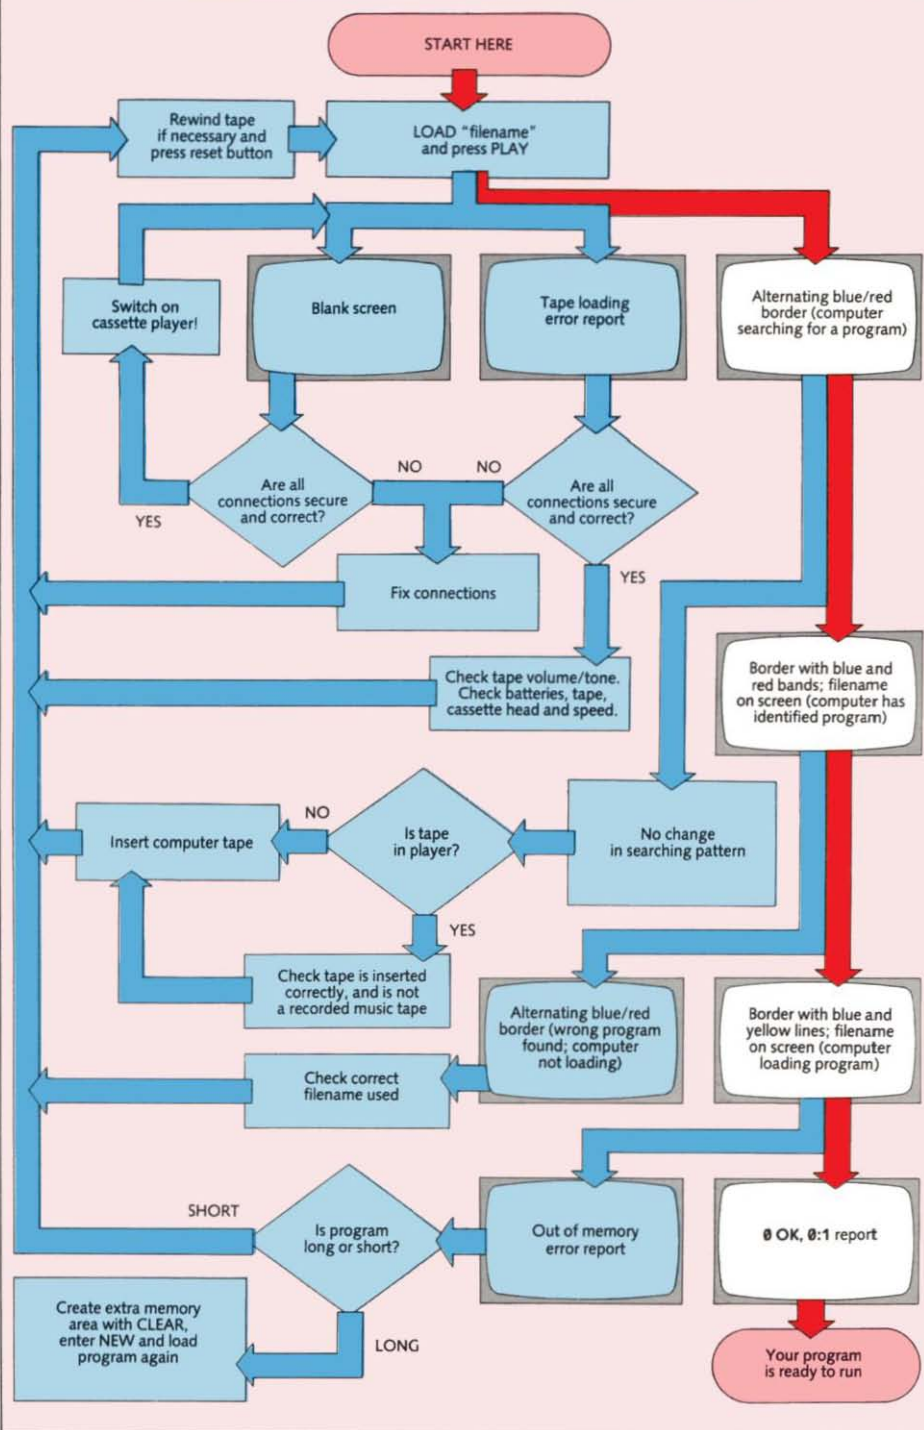 START HERE
Rewind tape
if necessary and
press reset button
LOAD "filename"
and press PLAY
Switch on
cassette player!
Blank screen
Tape loading
error report
Alternating blue/red
border (computer
searching for a program)
Are all
connections secure
and correct?
NO
NO
Are all
connections secure
and correct?
YES
Fix connections
YES
Check tape volume/tone.
Check batteries, tape,
cassette head and speed.
Border with blue and
red bands; filename
on screen (computer has
identified program)
Insert computer tape
NO
Is tape
in player?
No change
in searching pattern
YES
Check tape is inserted
correctly, and is not
a recorded music tape
Alternating blue/red
border (wrong program
found; computer
not loading)
Border with blue and
yellow lines; filename
on screen (computer
loading program)
Check correct
filename used
SHORT
Is program
long or short?
Out of memory
error report
0 OK, 0:1 report
Create extra memory
area with CLEAR,
enter NEW and load
program again
LONG
Your program
is ready to run